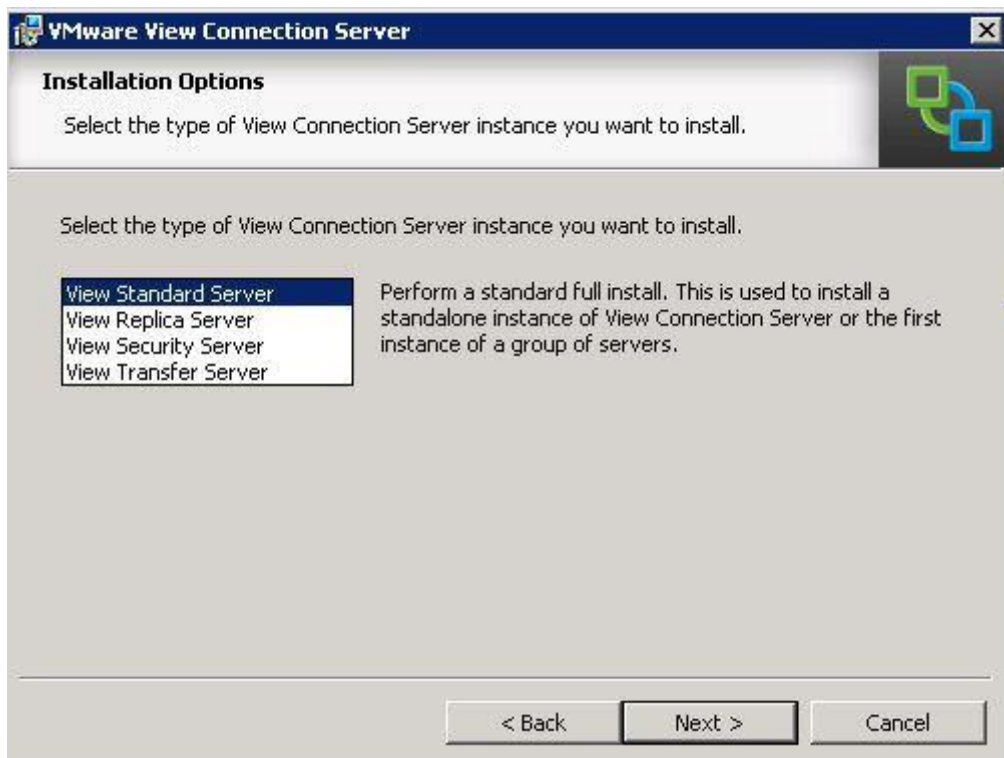 VMware View Connection Server
Installation Options
Select the type of View Connection Server instance you want to install.
Select the type of View Connection Server instance you want to install.
View Standard Server
View Replica Server
View Security Server
View Transfer Server
Perform a standard full install. This is used to install a
standalone instance of View Connection Server or the first
instance of a group of servers.
< Back
Next >
Cancel